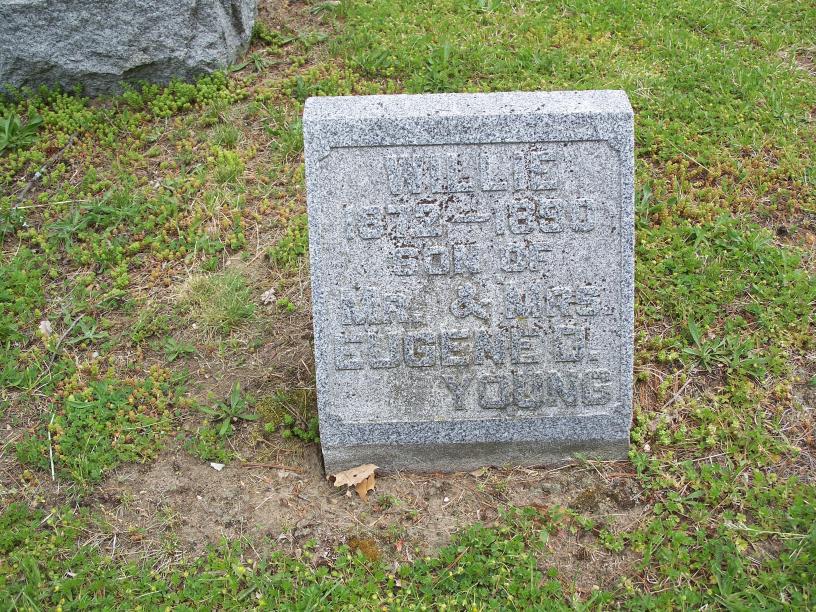 WILLIE
1872–1890
SON OF
MR. & MRS.
EUGENE D.
YOUNG